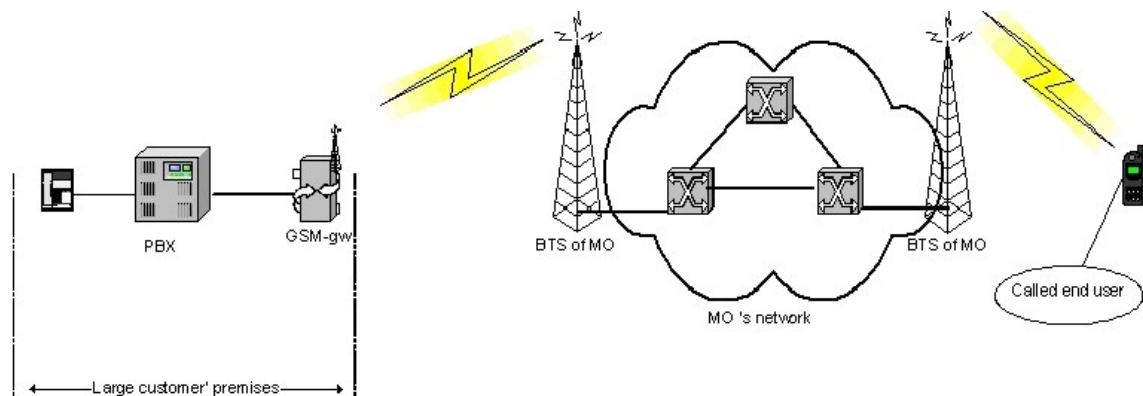 PBX
GSM-gw
BTS of MO
BTS of MO
MO 's network
Called end user
Large customer' premises